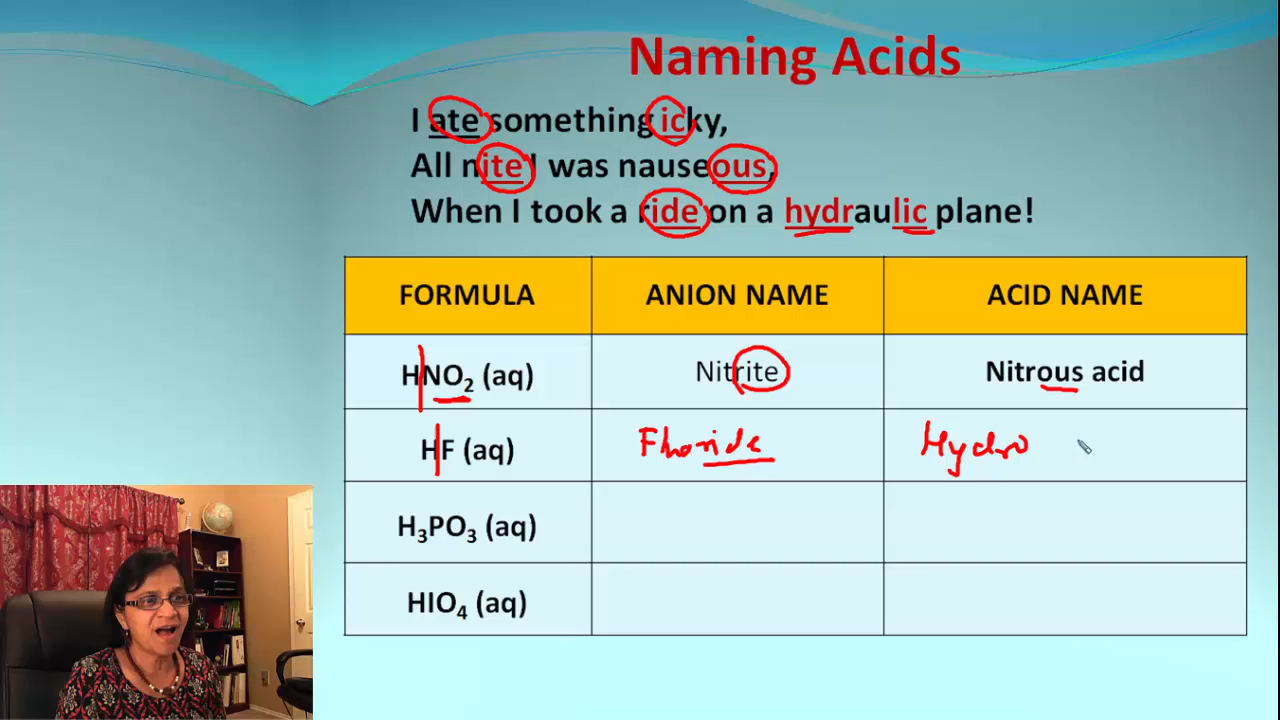 Naming Acids
I ate something icky,
All nite I was nauseous,
When I took a ride on a hydraulic plane!
FORMULA ANION NAME ACID NAME
HNO₂ (aq) Nitrite Nitrous acid
HF (aq) Fluoride Hydro
H₃PO₃ (aq)
HIO₄ (aq)